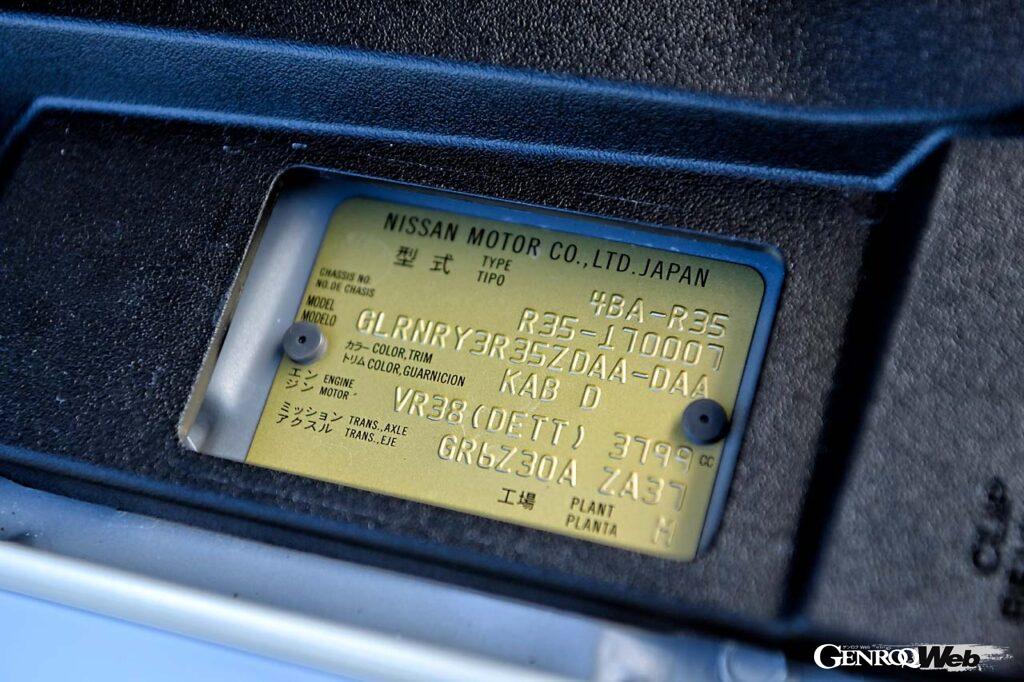 NISSAN MOTOR CO.,LTD.JAPAN
型式 TYPE TIPO 4BA-R35
CHASSIS NO. NO.DE CHASIS R35-170007
MODEL MODELO GLRNRY3R35ZDAA-DAA
カラー トリム COLOR,TRIM COLOR,GUARNICION KAB D
エンジン ENGINE MOTOR VR38(DETT) 3799 CC
ミッション アクスル TRANS.,AXLE TRANS.,EJE GR6Z30A ZA37
工場 PLANT PLANTA H
GENROQ Web